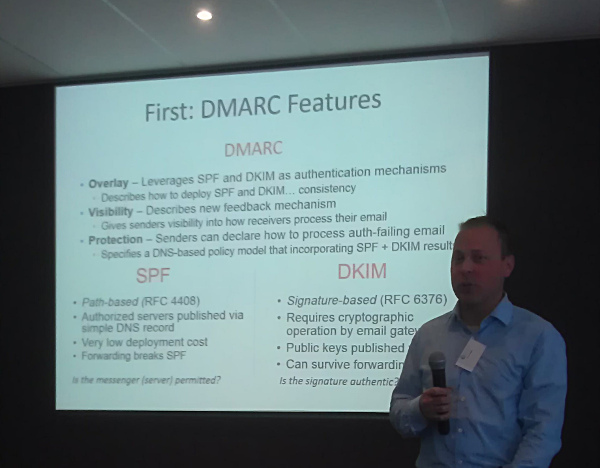 First: DMARC Features
DMARC
• Overlay – Leverages SPF and DKIM as authentication mechanisms
◦ Describes how to deploy SPF and DKIM… consistency
• Visibility – Describes new feedback mechanism
◦ Gives senders visibility into how receivers process their email
• Protection – Senders can declare how to process auth-failing email
◦ Specifies a DNS-based policy model that incorporating SPF + DKIM result
SPF
• Path-based (RFC 4408)
• Authorized servers published via
simple DNS record
• Very low deployment cost
• Forwarding breaks SPF
Is the messenger (server) permitted?
DKIM
• Signature-based (RFC 6376)
• Requires cryptographic
operation by email
• Public keys published
• Can survive
Is the signature authentic?